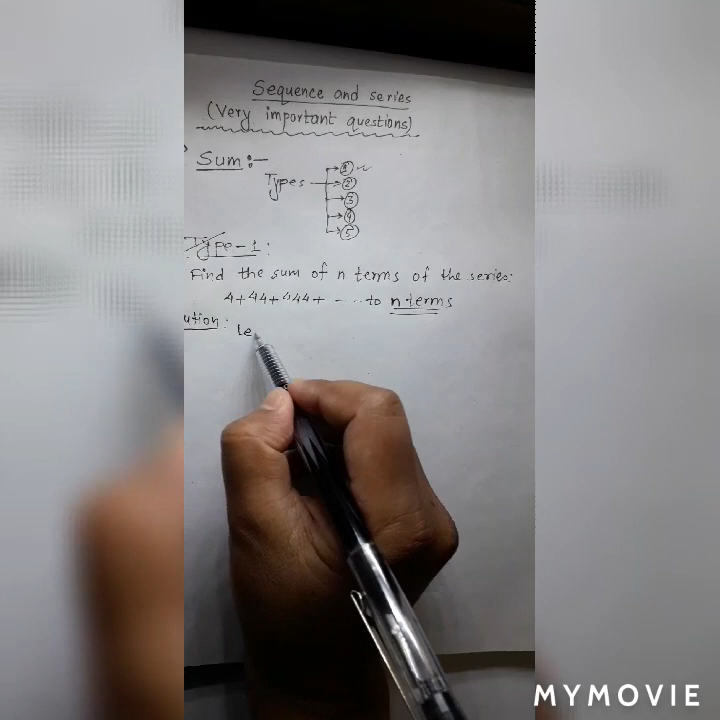 Sequence and series
(Very important questions)
Sum:-
Types
1
2
3
4
5
Type-1:
Find the sum of n terms of the series:
4+44+444+ - ... to n terms
ution: le
MYMOVIE